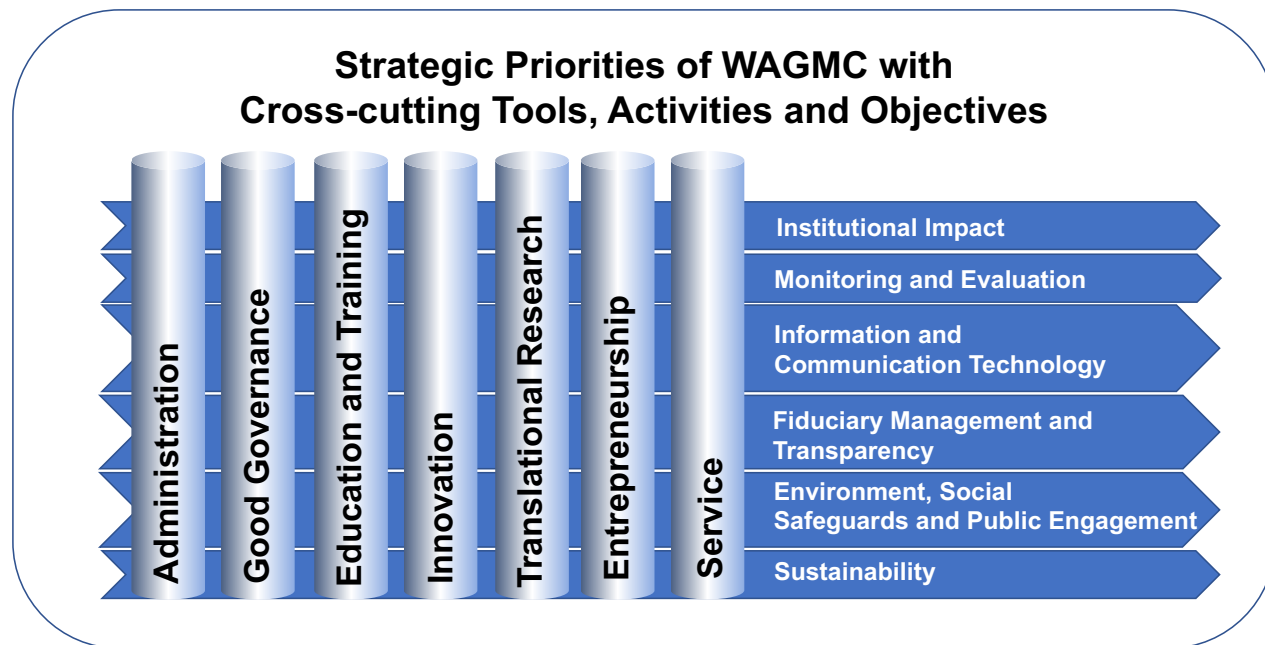 Strategic Priorities of WAGMC with
Cross-cutting Tools, Activities and Objectives
Administration
Good Governance
Education and Training
Innovation
Translational Research
Entrepreneurship
Service
Institutional Impact
Monitoring and Evaluation
Information and
Communication Technology
Fiduciary Management and
Transparency
Environment, Social
Safeguards and Public Engagement
Sustainability